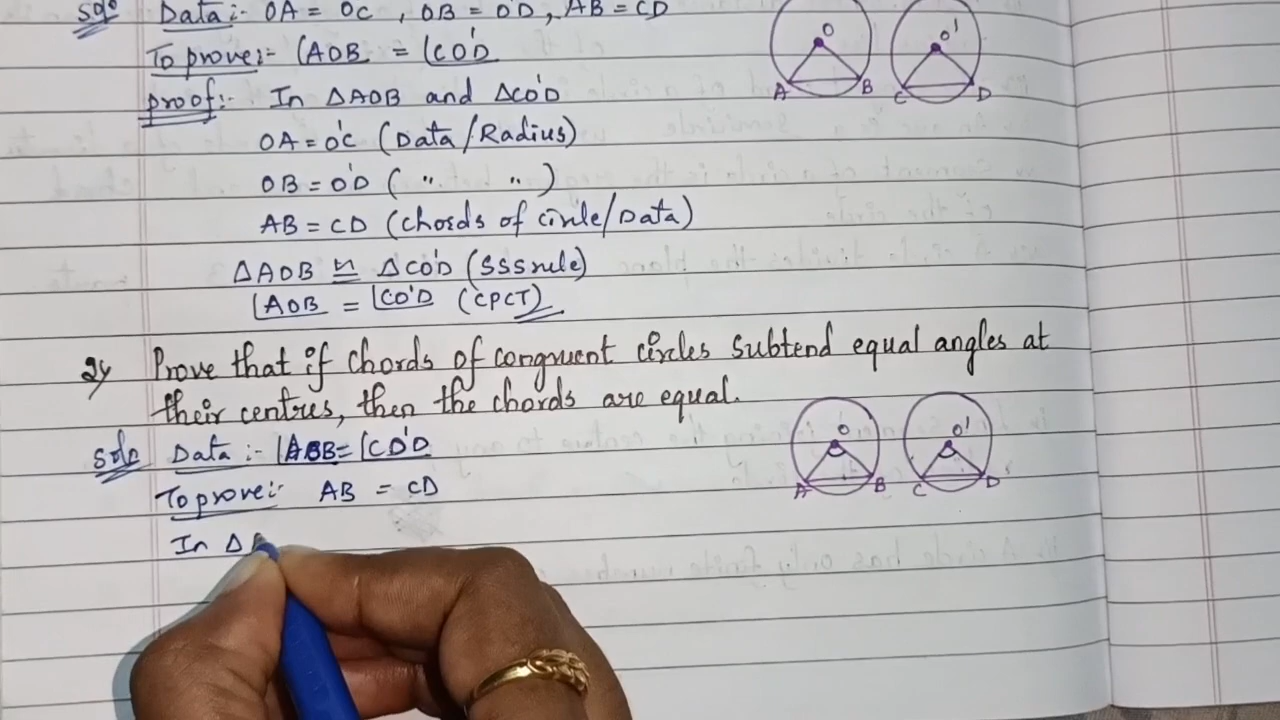 Solo Data:- OA = O'C, OB = O'D, AB = CD
To prove:- ∠AOB = ∠CO'D
proof:- In ΔAOB and ΔCO'D
OA = O'C (Data/Radius)
OB = O'D ( " " )
AB = CD (Chords of circle/Data)
ΔAOB ≅ ΔCO'D (SSS rule)
∠AOB = ∠CO'D (CPCT)
O O'
A B C D
2y Prove that if chords of congruent circles subtend equal angles at
their centres, then the chords are equal.
Solo Data:- ∠AOB = ∠CO'D
To prove:- AB = CD
In Δ
O O'
A B C D